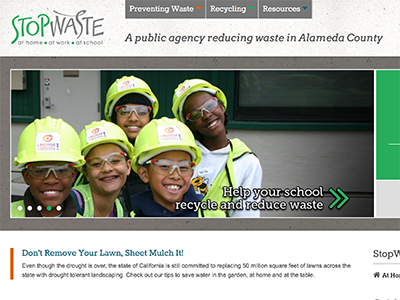 Preventing Waste Recycling Resources
STOPWASTE
at home at work at school
A public agency reducing waste in Alameda County
Help your school
recycle and reduce waste
Don't Remove Your Lawn, Sheet Mulch It!
Even though the drought is over, the state of California is still committed to replacing 50 million square feet of lawns across the
state with drought tolerant landscaping. Check out our tips to save water in the garden, at home and at the table.
StopW
At Ho